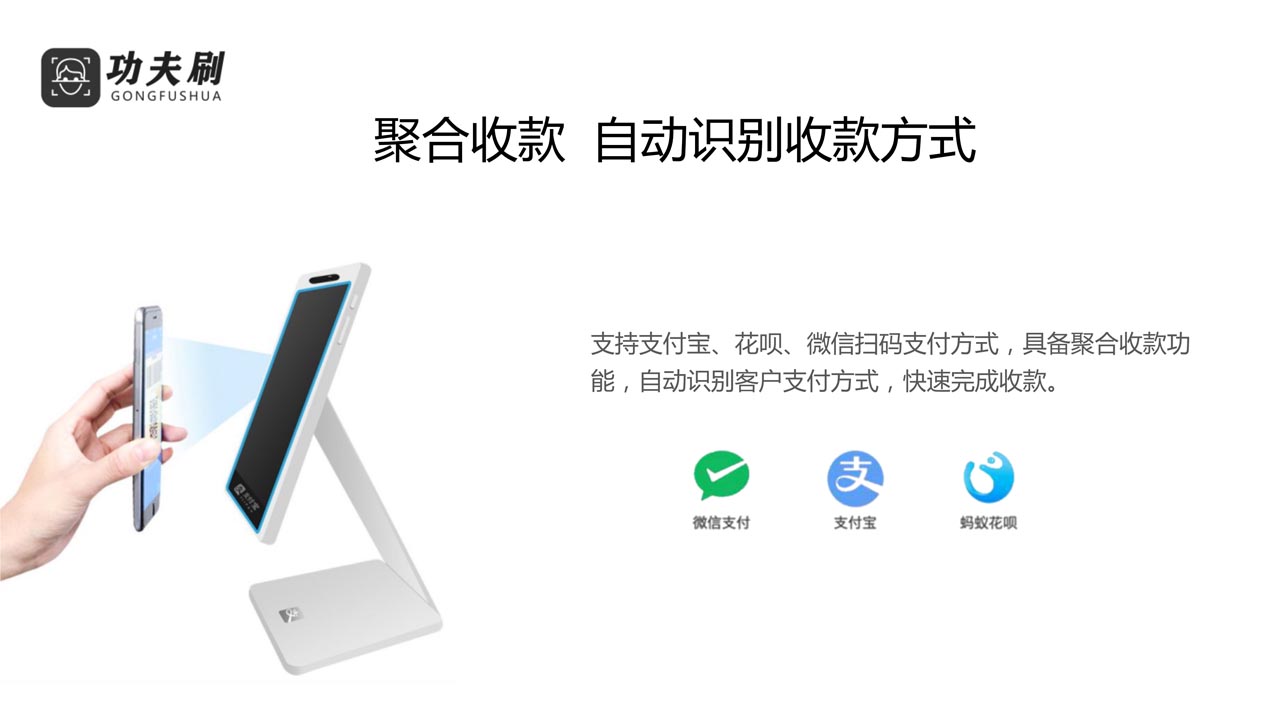 功夫刷
GONGFUSHUA
聚合收款 自动识别收款方式
支持支付宝、花呗、微信扫码支付方式，具备聚合收款功
能，自动识别客户支付方式，快速完成收款。
支付宝
微信支付 支付宝 蚂蚁花呗